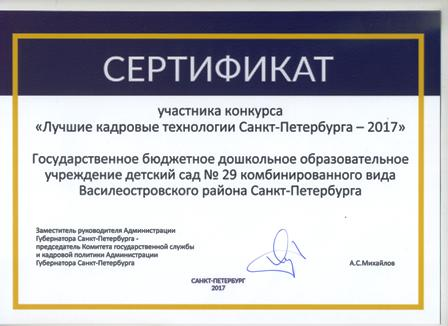 СЕРТИФИКАТ
участника конкурса
«Лучшие кадровые технологии Санкт-Петербурга – 2017»
Государственное бюджетное дошкольное образовательное
учреждение детский сад № 29 комбинированного вида
Василеостровского района Санкт-Петербурга
Заместитель руководителя Администрации
Губернатора Санкт-Петербурга -
председатель Комитета государственной службы
и кадровой политики Администрации
Губернатора Санкт-Петербурга
А.С.Михайлов
САНКТ-ПЕТЕРБУРГ
2017